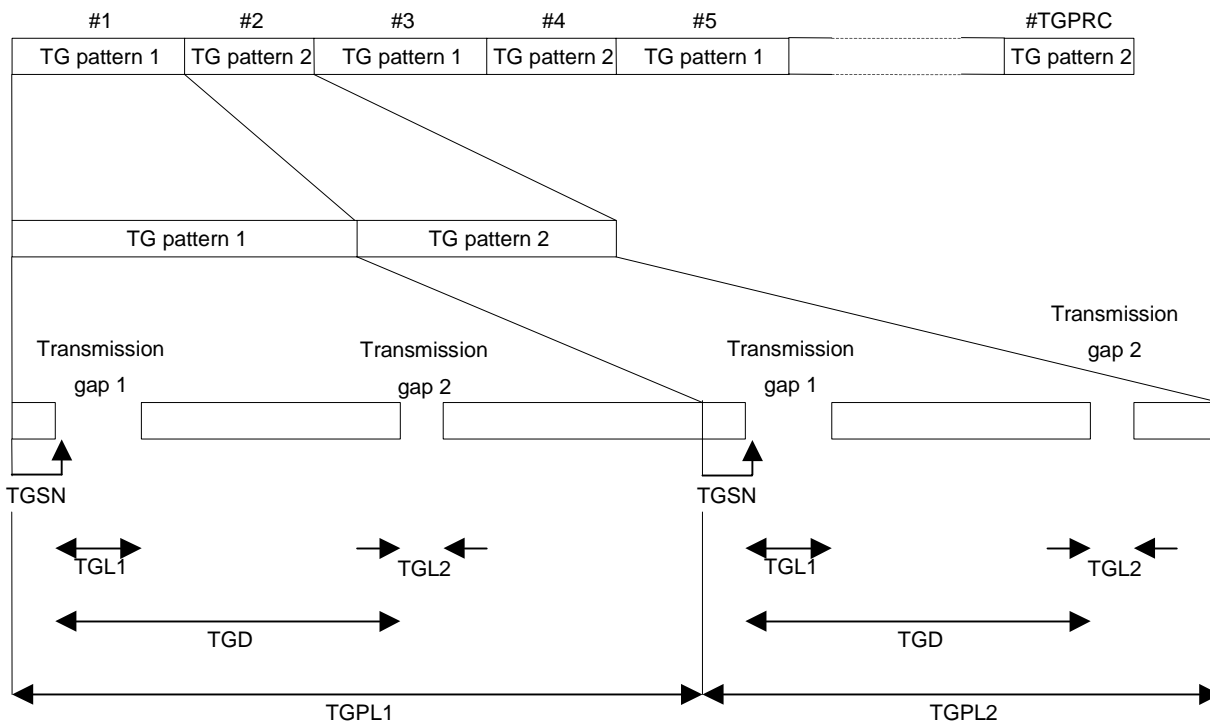 #1 #2 #3 #4 #5 #TGPRC
TG pattern 1 TG pattern 2 TG pattern 1 TG pattern 2 TG pattern 1 TG pattern 2
TG pattern 1 TG pattern 2
Transmission
gap 2
Transmission
gap 1
Transmission
gap 2
Transmission
gap 1
TGSN TGSN
TGL1 TGL2 TGL1 TGL2
TGD TGD
TGPL1 TGPL2